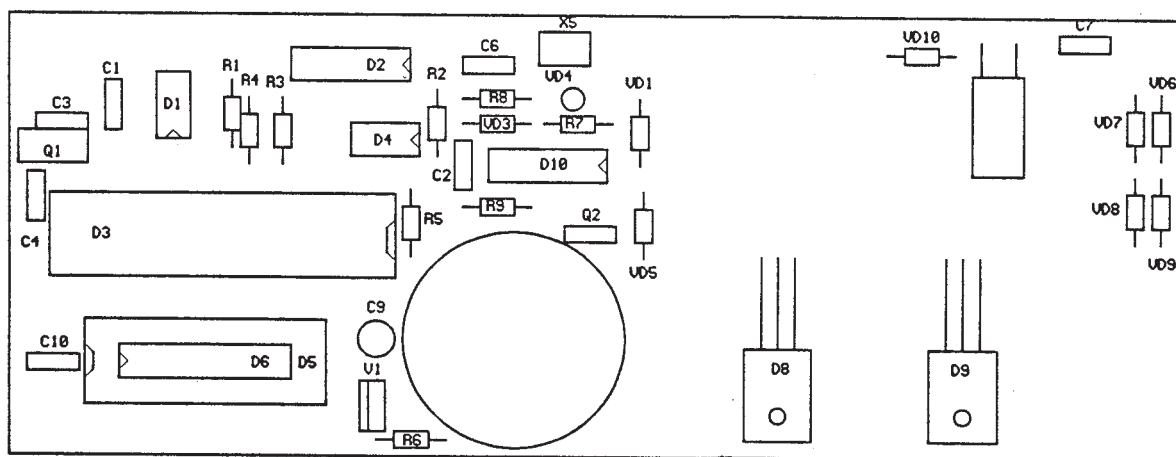 X5
C7
C6
VD10
D2
C1
R1
R4
R3
R2
VD4
VD1
VD6
R8
C3
D1
VD7
VD3
R7
Q1
D4
D10
C2
R9
VD8
Q2
R5
C4
D3
VD9
VD5
C9
C10
D6
D5
V1
D8
D9
R6